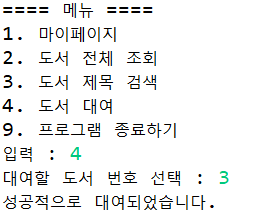 ==== 메뉴 ====
1. 마이페이지
2. 도서 전체 조회
3. 도서 제목 검색
4. 도서 대여
9. 프로그램 종료하기
입력 : 4
대여할 도서 번호 선택 : 3
성공적으로 대여되었습니다.